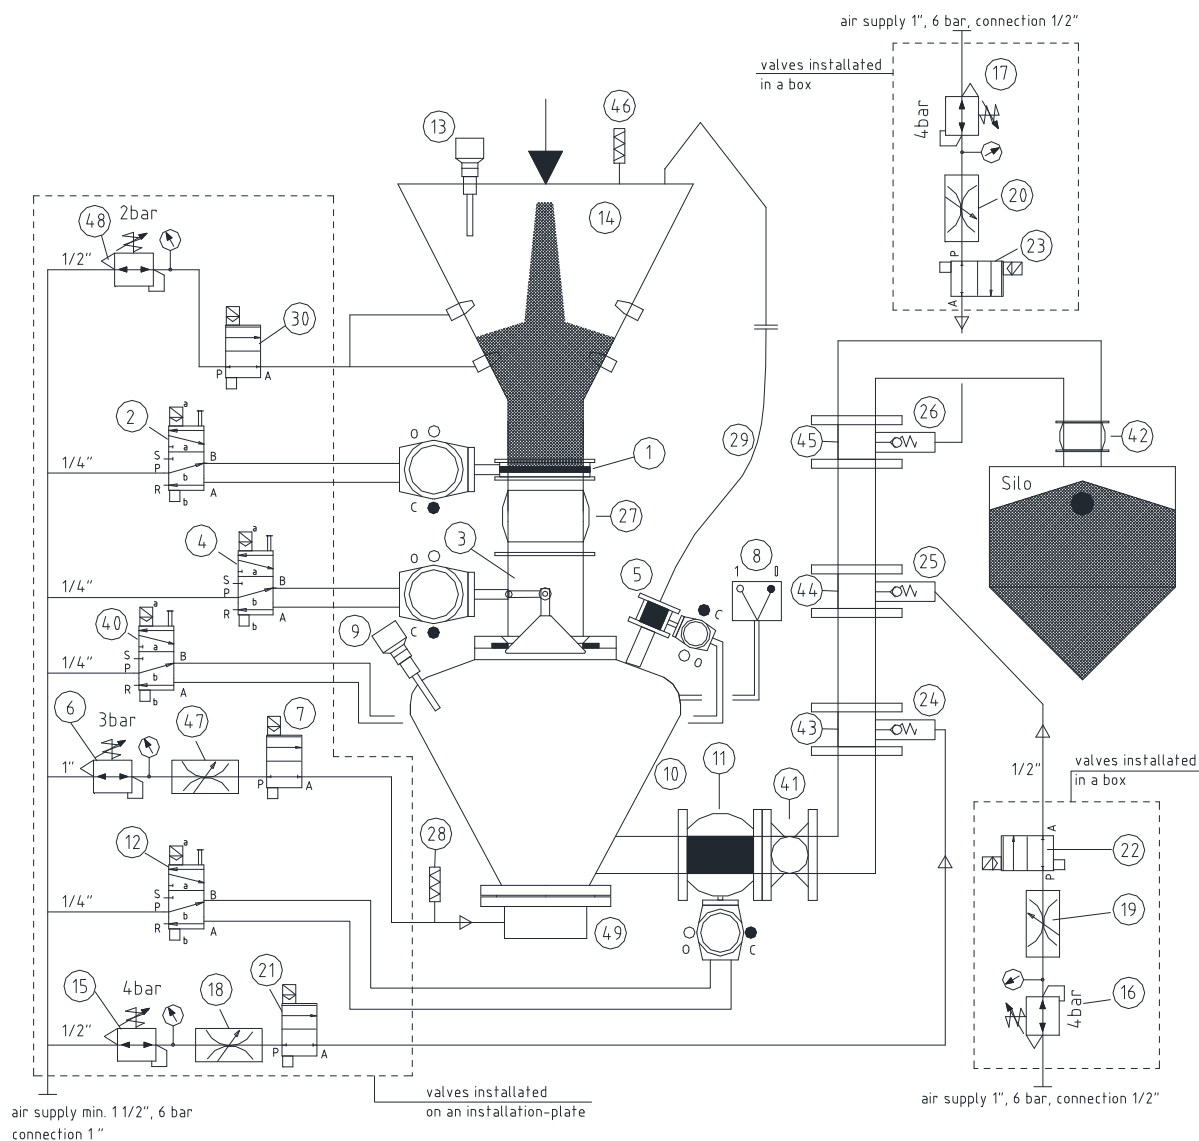 air supply 1", 6 bar, connection 1/2"
valves installated
in a box
17
4bar
20
P
23
A
46
13
14
48
2bar
1/2"
30
P
A
2
a
a
S
P
B
1/4"
R
b
A
b
O
C
1
27
29
45
26
42
Silo
4
a
a
S
P
B
1/4"
R
b
A
b
3
O
C
5
8
1
0
C
O
44
25
40
S
P
B
1/4"
R
b
A
b
9
6
3bar
47
7
1"
P
A
10
11
41
43
24
1/2"
valves installated
in a box
12
a
a
S
P
B
1/4"
R
b
A
b
28
49
O
C
A
22
P
19
16
4bar
15
4bar
18
21
1/2"
P
A
air supply min. 1 1/2", 6 bar
connection 1 "
valves installated
on an installation-plate
air supply 1", 6 bar, connection 1/2"